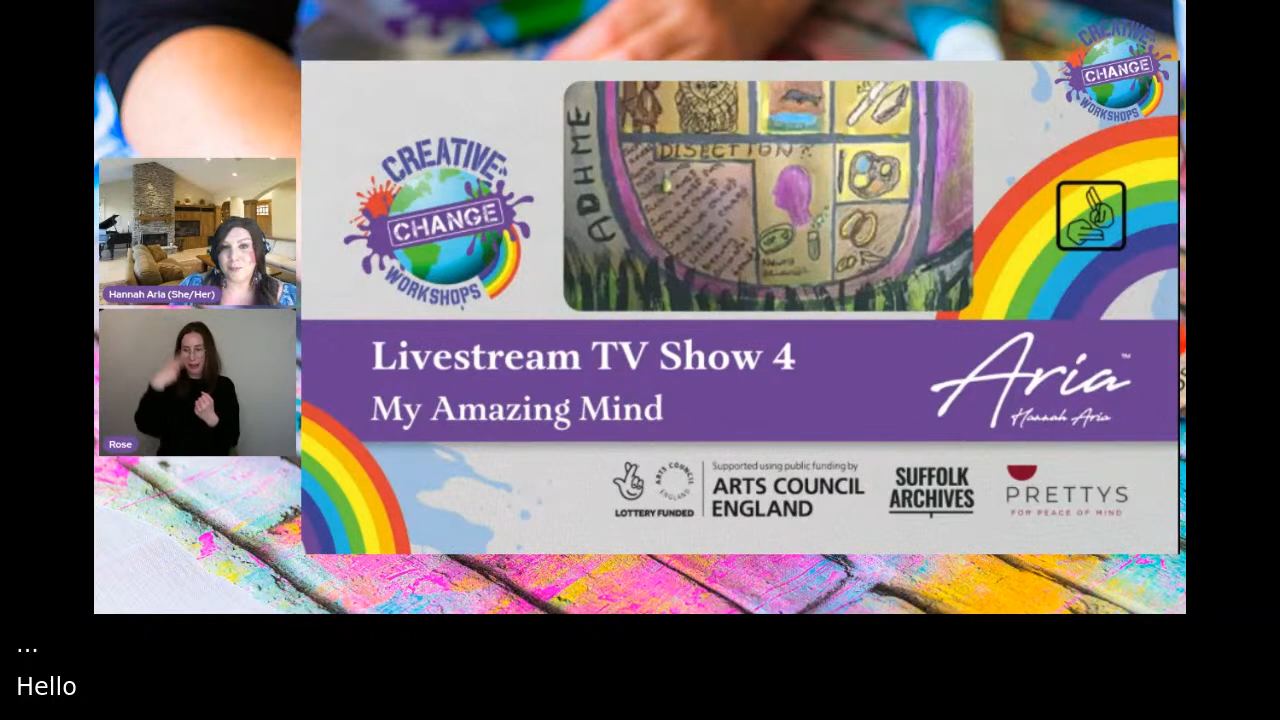 CREATIVE
CHANGE
WORKSHOPS
CREATIVE
CHANGE
WORKSHOPS
ADHME
DISECTION?
Hannah Aria (She/Her)
Rose
Livestream TV Show 4
My Amazing Mind
Aria™
Hannah Aria
LOTTERY FUNDED
ARTS COUNCIL
ENGLAND
Supported using public funding by
ARTS COUNCIL
ENGLAND
SUFFOLK
ARCHIVES
PRETTYS
FOR PEACE OF MIND
...
Hello